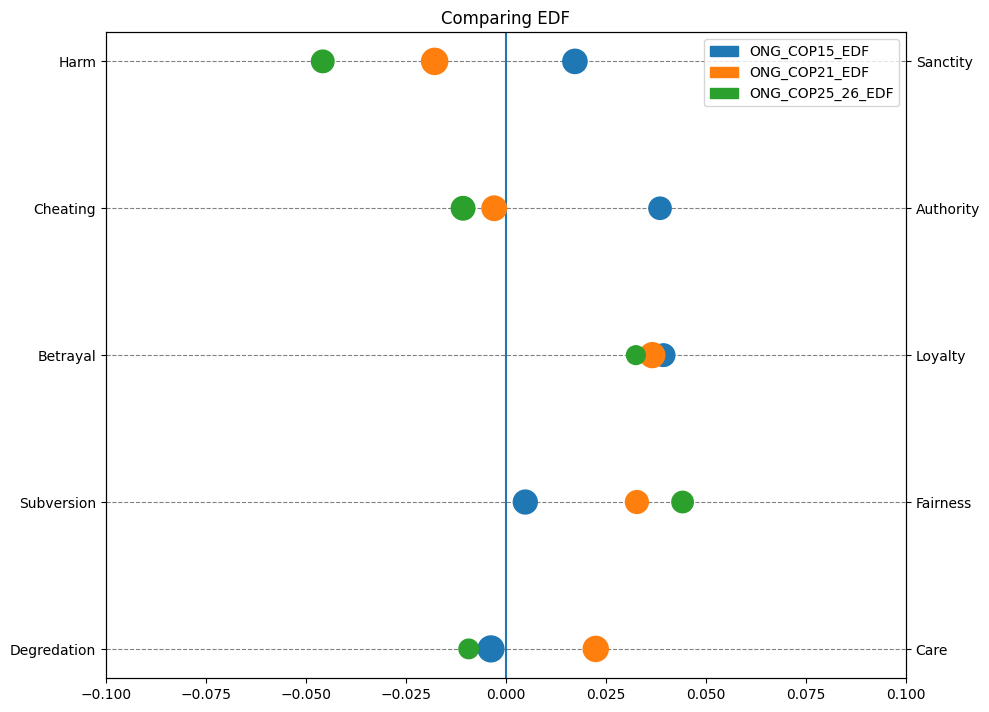 Comparing EDF
ONG_COP15_EDF
ONG_COP21_EDF
ONG_COP25_26_EDF
Harm
Sanctity
Cheating
Authority
Betrayal
Loyalty
Subversion
Fairness
Degredation
Care
−0.100 −0.075 −0.050 −0.025 0.000 0.025 0.050 0.075 0.100